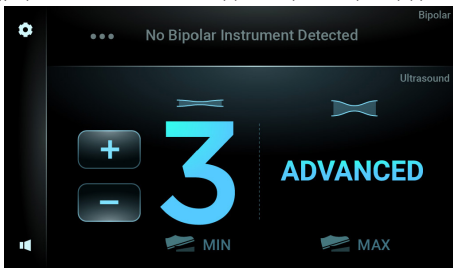 Bipolar
••• No Bipolar Instrument Detected
Ultrasound
+
3
ADVANCED
−
MIN
MAX